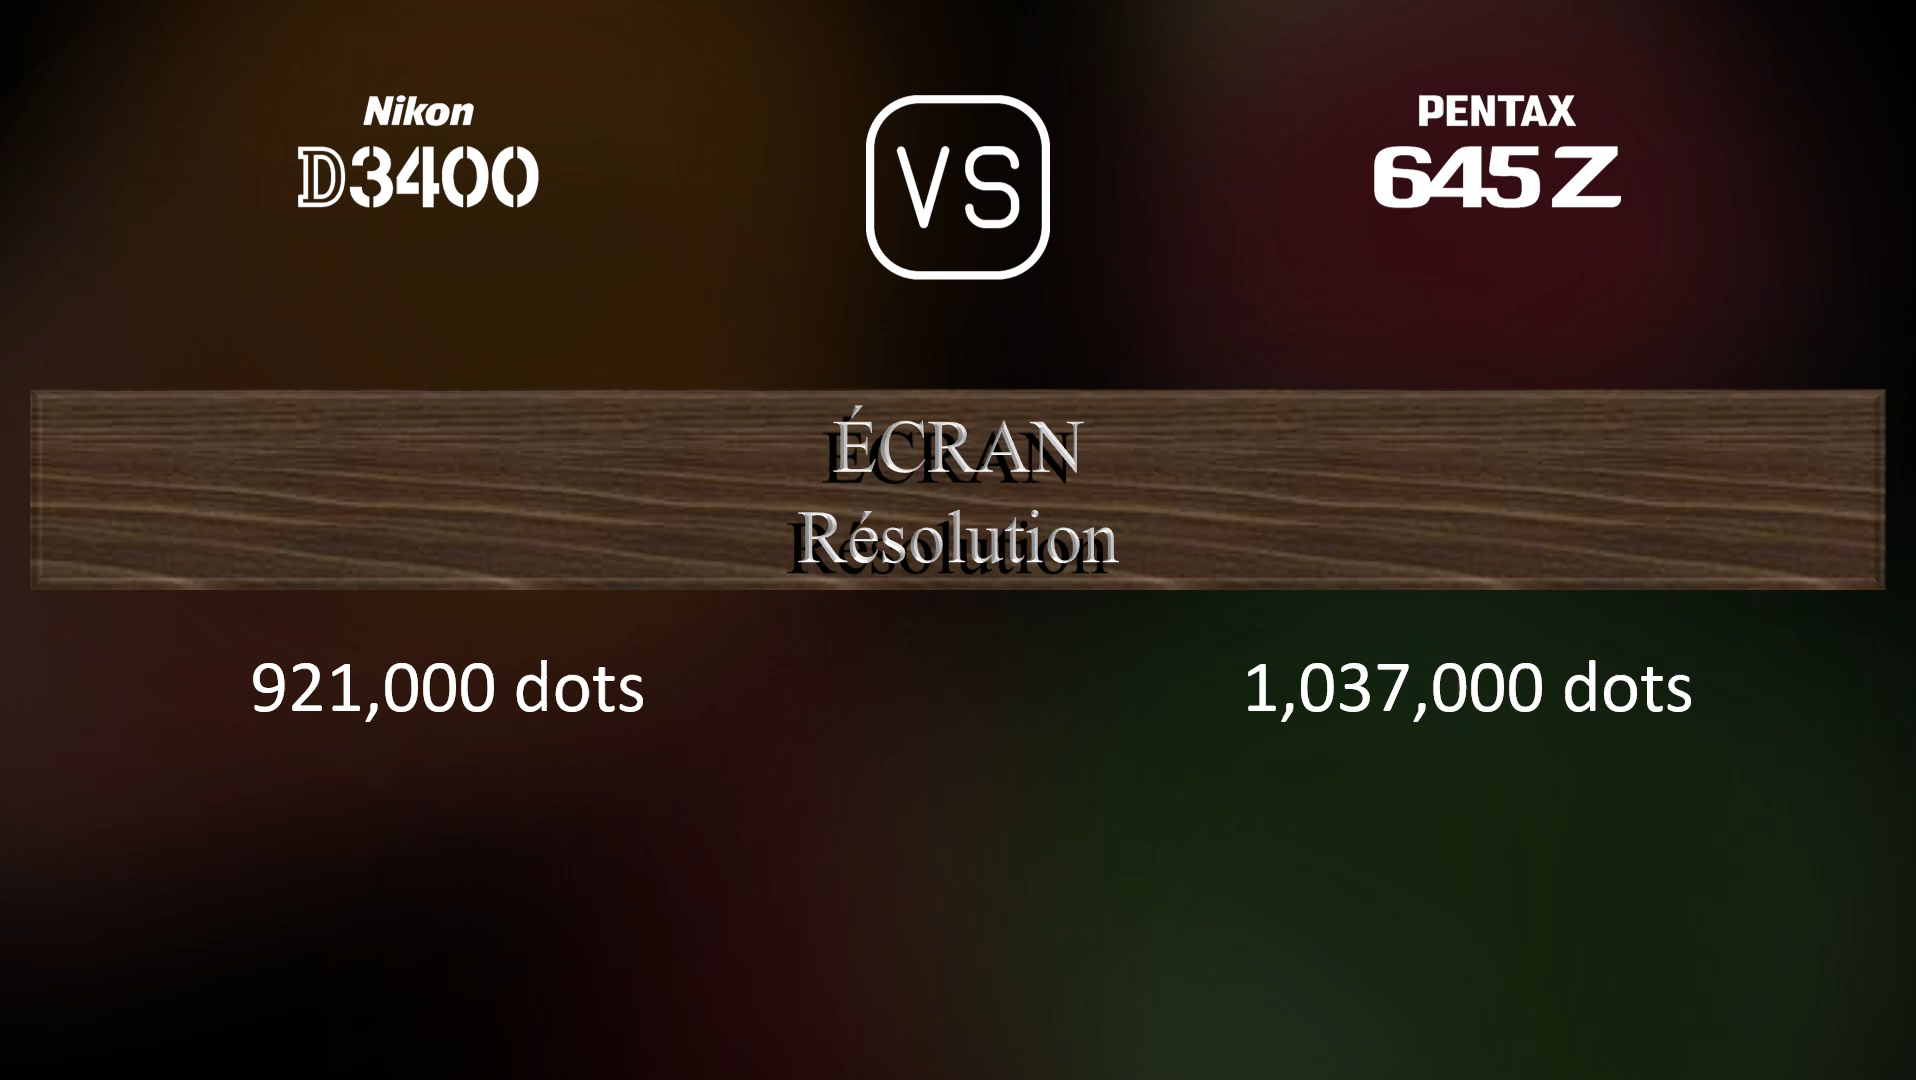 Nikon
D3400
VS
PENTAX
645Z
ÉCRAN
Résolution
921,000 dots
1,037,000 dots